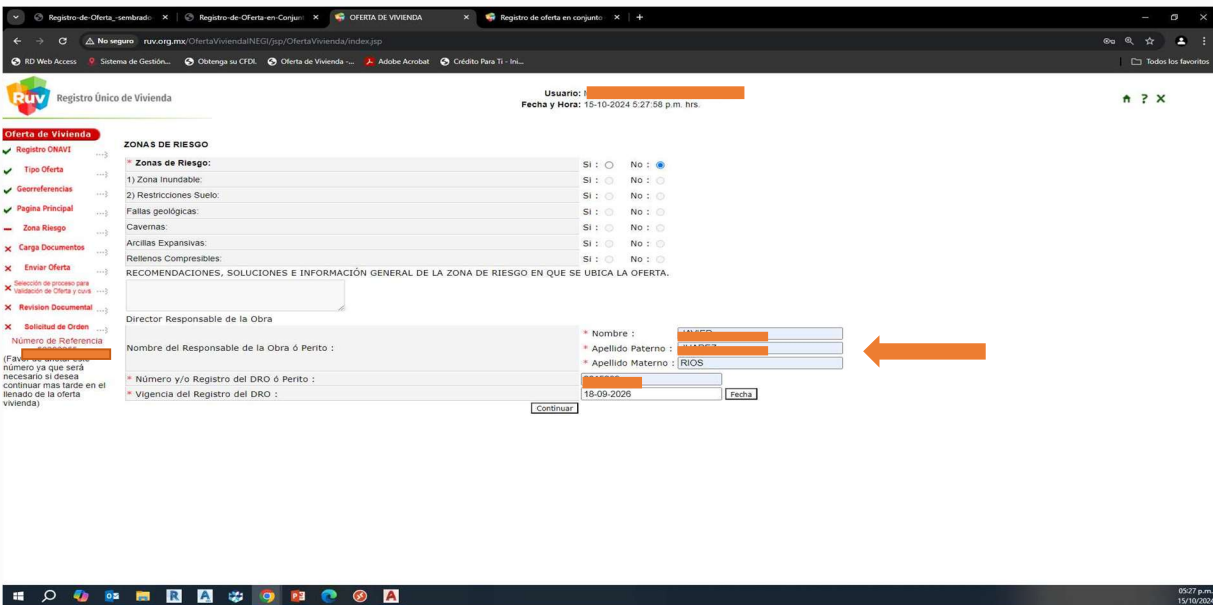 Registro-de-Oferta_-sembrado
Registro-de-OFerta-en-Conjun
OFERTA DE VIVIENDA
Registro de oferta en conjunto
No seguro ruv.org.mx/OfertaViviendaINEGI/jsp/OfertaVivienda/index.jsp
RD Web Access
Sistema de Gestión...
Obtenga su CFDI.
Oferta de Vivienda -...
Adobe Acrobat
Crédito Para Ti - Ini...
Todos los favoritos
Ruv Registro Único de Vivienda
Usuario:
Fecha y Hora: 15-10-2024 5:27:58 p.m. hrs.
Oferta de Vivienda
Registro ONAVI
Tipo Oferta
Georreferencias
Pagina Principal
Zona Riesgo
Carga Documentos
Enviar Oferta
Selección de proceso para
Validación de Oferta y cuvs
Revision Documental
Solicitud de Orden
Número de Referencia
número ya que será
necesario si desea
continuar mas tarde en el
llenado de la oferta
vivienda)
ZONAS DE RIESGO
* Zonas de Riesgo: Si : No :
1) Zona Inundable: Si : No :
2) Restricciones Suelo: Si : No :
Fallas geológicas: Si : No :
Cavernas: Si : No :
Arcillas Expansivas: Si : No :
Rellenos Compresibles: Si : No :
RECOMENDACIONES, SOLUCIONES E INFORMACIÓN GENERAL DE LA ZONA DE RIESGO EN QUE SE UBICA LA OFERTA.
Director Responsable de la Obra
Nombre del Responsable de la Obra ó Perito :
* Nombre :
* Apellido Paterno :
* Apellido Materno : RIOS
* Número y/o Registro del DRO ó Perito :
* Vigencia del Registro del DRO : 18-09-2026 Fecha
Continuar
05:27 p.m.
15/10/2024